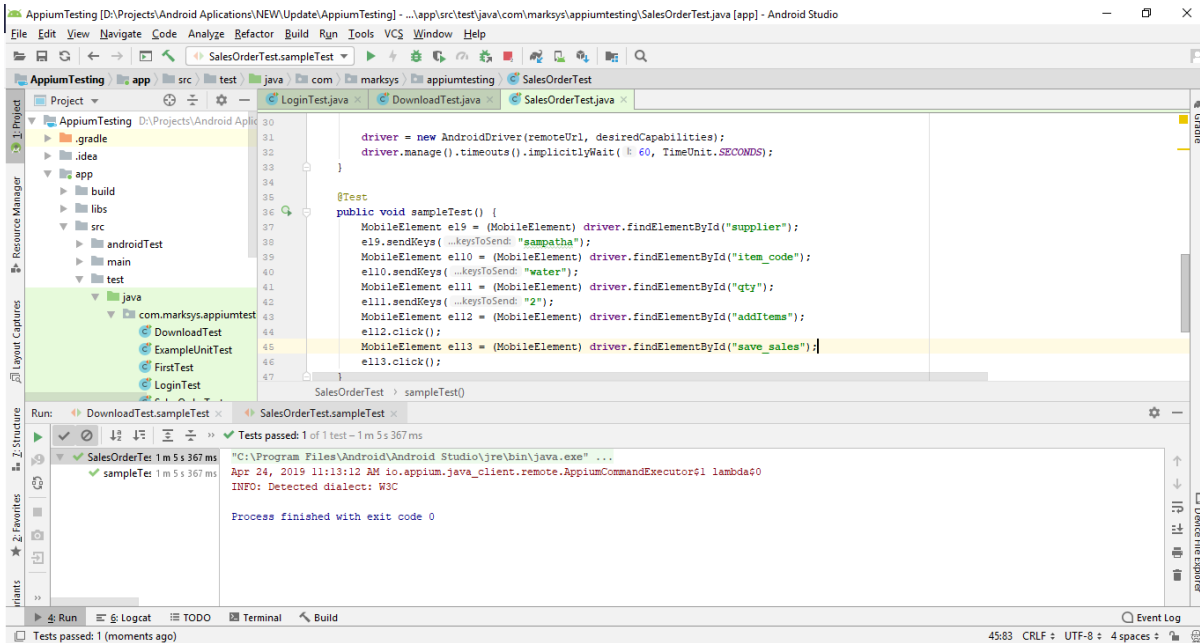 AppiumTesting [D:\Projects\Android Aplications\NEW\Update\AppiumTesting] - ...\app\src\test\java\com\marksys\appiumtesting\SalesOrderTest.java [app] - Android Studio
File Edit View Navigate Code Analyze Refactor Build Run Tools VCS Window Help
SalesOrderTest.sampleTest
AppiumTesting app src test java com marksys appiumtesting SalesOrderTest
1: Project
Resource Manager
Layout Captures
Z: Structure
2: Favorites
Project
AppiumTesting D:\Projects\Android Aplic
.gradle
.idea
app
build
libs
src
androidTest
main
test
java
com.marksys.appiumtest
DownloadTest
ExampleUnitTest
FirstTest
LoginTest
LoginTest.java DownloadTest.java SalesOrderTest.java
30
31 driver = new AndroidDriver(remoteUrl, desiredCapabilities);
32 driver.manage().timeouts().implicitlyWait( l: 60, TimeUnit.SECONDS);
33 }
34
35 @Test
36 public void sampleTest() {
37 MobileElement el9 = (MobileElement) driver.findElementById("supplier");
38 el9.sendKeys( ...keysToSend: "sampatha");
39 MobileElement el10 = (MobileElement) driver.findElementById("item_code");
40 el10.sendKeys( ...keysToSend: "water");
41 MobileElement el11 = (MobileElement) driver.findElementById("qty");
42 el11.sendKeys( ...keysToSend: "2");
43 MobileElement el12 = (MobileElement) driver.findElementById("addItems");
44 el12.click();
45 MobileElement el13 = (MobileElement) driver.findElementById("save_sales");
46 el13.click();
47 }
SalesOrderTest › sampleTest()
Gradle
Device File Explorer
Run: DownloadTest.sampleTest SalesOrderTest.sampleTest
Tests passed: 1 of 1 test – 1 m 5 s 367 ms
SalesOrderTes 1 m 5 s 367 ms
sampleTes 1 m 5 s 367 ms
"C:\Program Files\Android\Android Studio\jre\bin\java.exe" ...
Apr 24, 2019 11:13:12 AM io.appium.java_client.remote.AppiumCommandExecutor$1 lambda$0
INFO: Detected dialect: W3C
Process finished with exit code 0
4: Run 6: Logcat TODO Terminal Build Event Log
Tests passed: 1 (moments ago) 45:83 CRLF UTF-8 4 spaces